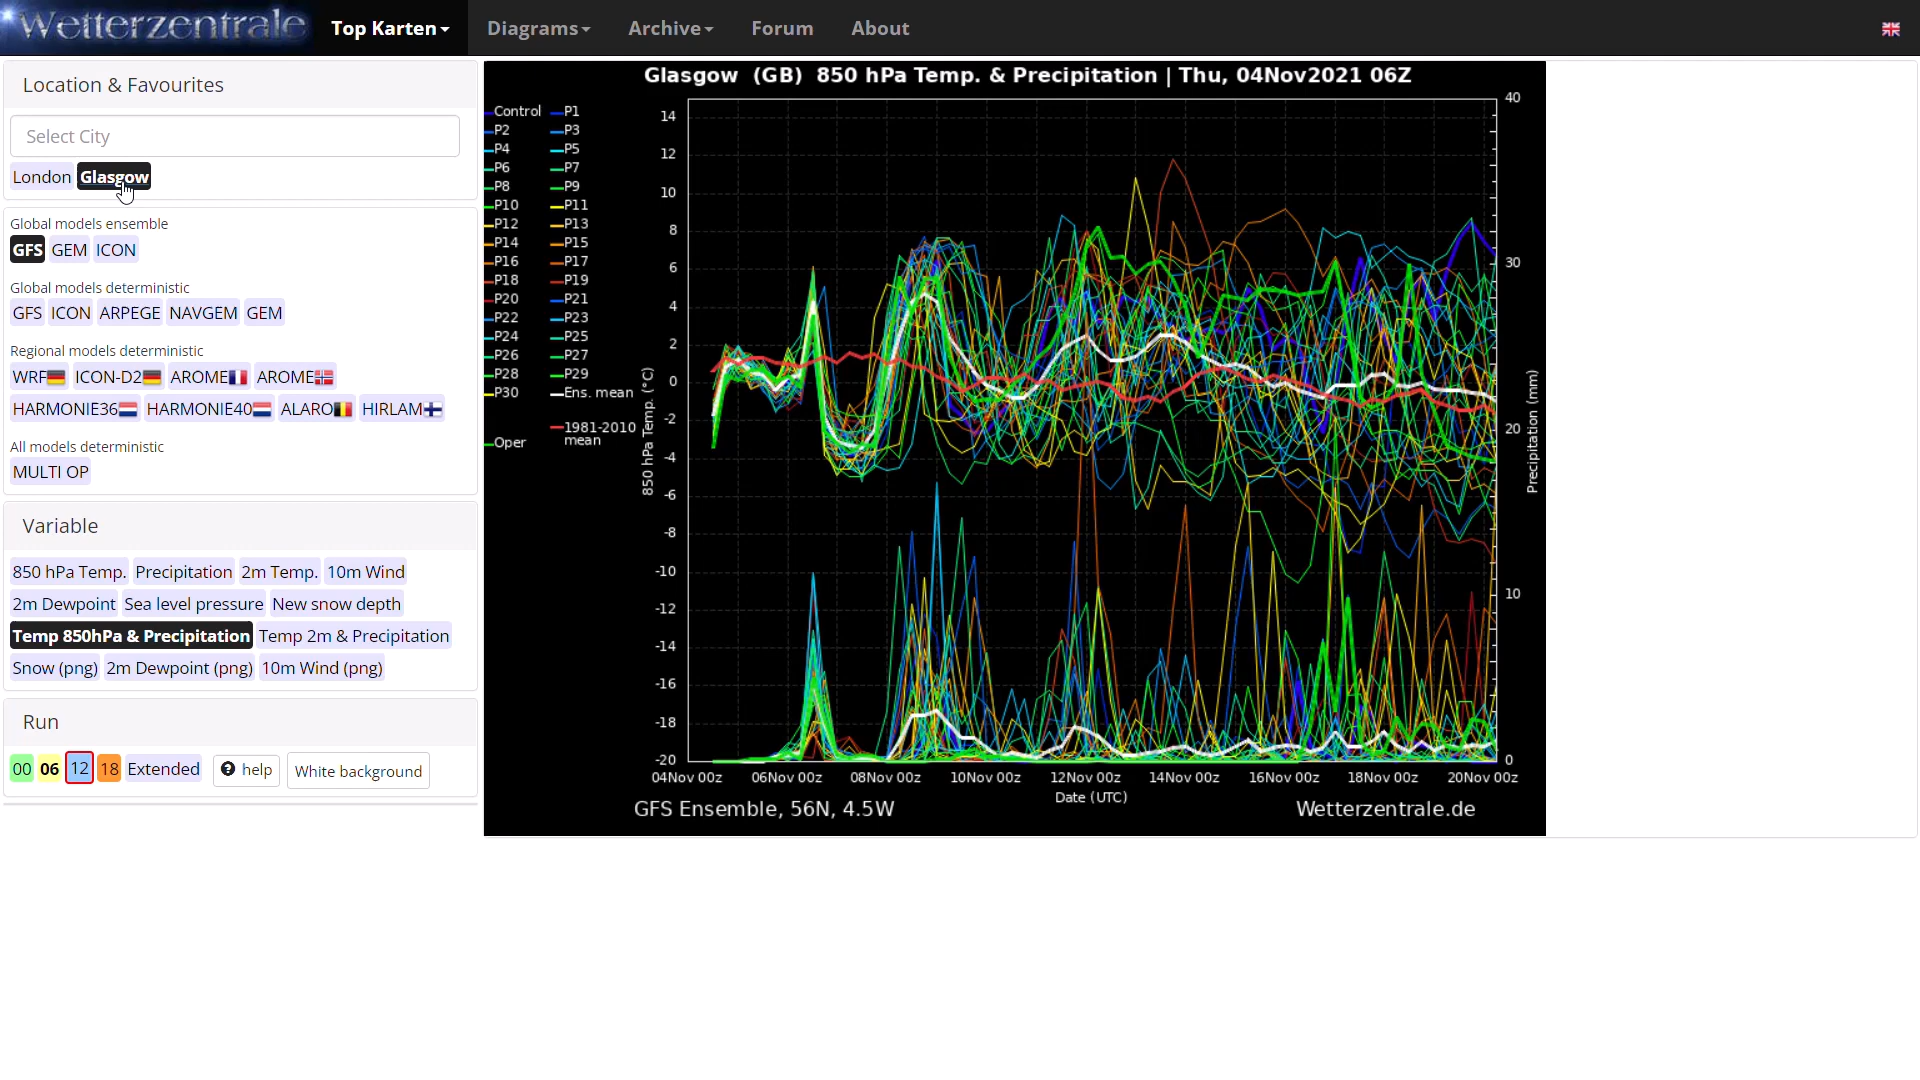 Wetterzentrale
Top Karten
Diagrams
Archive
Forum
About
Location & Favourites
Select City
London Glasgow
Global models ensemble
GFS GEM ICON
Global models deterministic
GFS ICON ARPEGE NAVGEM GEM
Regional models deterministic
WRF ICON-D2 AROME AROME
HARMONIE36 HARMONIE40 ALARO HIRLAM
All models deterministic
MULTI OP
Variable
850 hPa Temp. Precipitation 2m Temp. 10m Wind
2m Dewpoint Sea level pressure New snow depth
Temp 850hPa & Precipitation Temp 2m & Precipitation
Snow (png) 2m Dewpoint (png) 10m Wind (png)
Run
00 06 12 18 Extended help White background
Glasgow (GB) 850 hPa Temp. & Precipitation | Thu, 04Nov2021 06Z
Control P1
P2 P3
P4 P5
P6 P7
P8 P9
P10 P11
P12 P13
P14 P15
P16 P17
P18 P19
P20 P21
P22 P23
P24 P25
P26 P27
P28 P29
P30 Ens. mean
Oper 1981-2010
mean
850 hPa Temp. (°C)
14
12
10
8
6
4
2
0
-2
-4
-6
-8
-10
-12
-14
-16
-18
-20
40
30
20
10
0
Precipitation (mm)
04Nov 00z 06Nov 00z 08Nov 00z 10Nov 00z 12Nov 00z 14Nov 00z 16Nov 00z 18Nov 00z 20Nov 00z
Date (UTC)
GFS Ensemble, 56N, 4.5W
Wetterzentrale.de